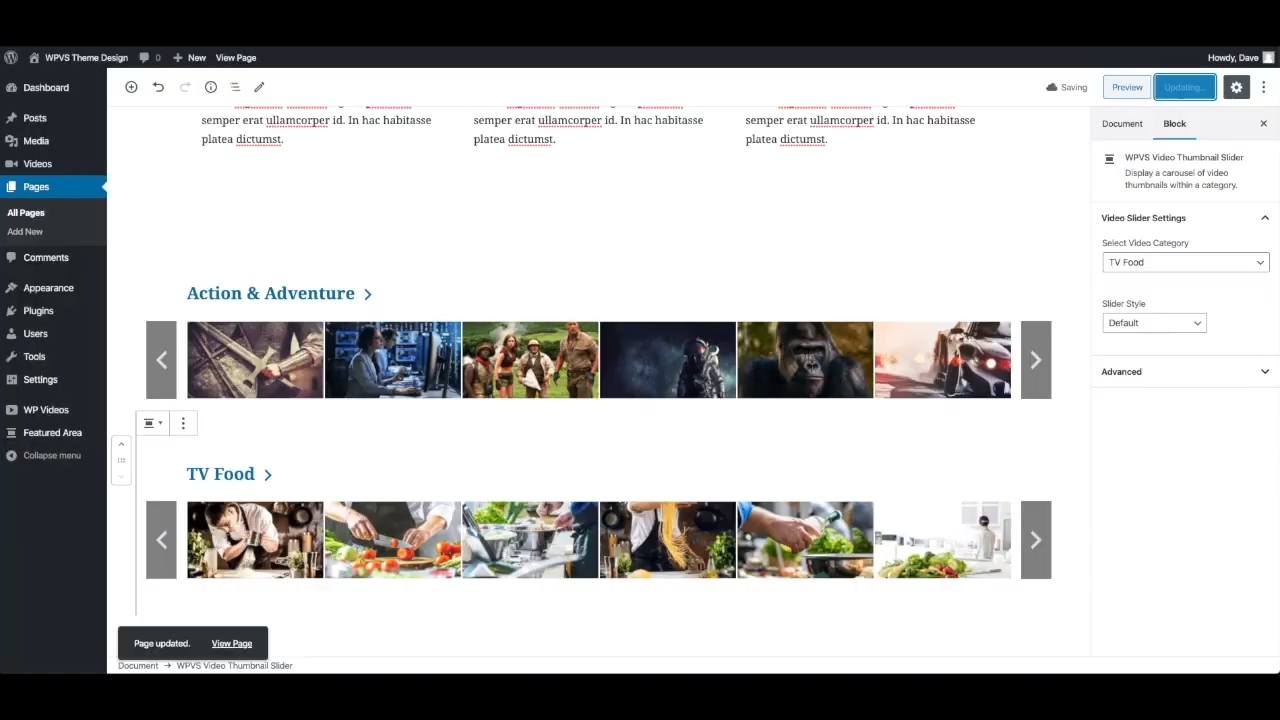 WPVS Theme Design 0 New View Page Howdy, Dave
Dashboard
Posts
Media
Videos
Pages
All Pages
Add New
Comments
Appearance
Plugins
Users
Tools
Settings
WP Videos
Featured Area
Collapse menu
Saving Preview Updating...
semper erat ullamcorper id. In hac habitasse
platea dictumst.
semper erat ullamcorper id. In hac habitasse
platea dictumst.
semper erat ullamcorper id. In hac habitasse
platea dictumst.
Action & Adventure
TV Food
Page updated. View Page
Document → WPVS Video Thumbnail Slider
Document Block
WPVS Video Thumbnail Slider
Display a carousel of video
thumbnails within a category.
Video Slider Settings
Select Video Category
TV Food
Slider Style
Default
Advanced